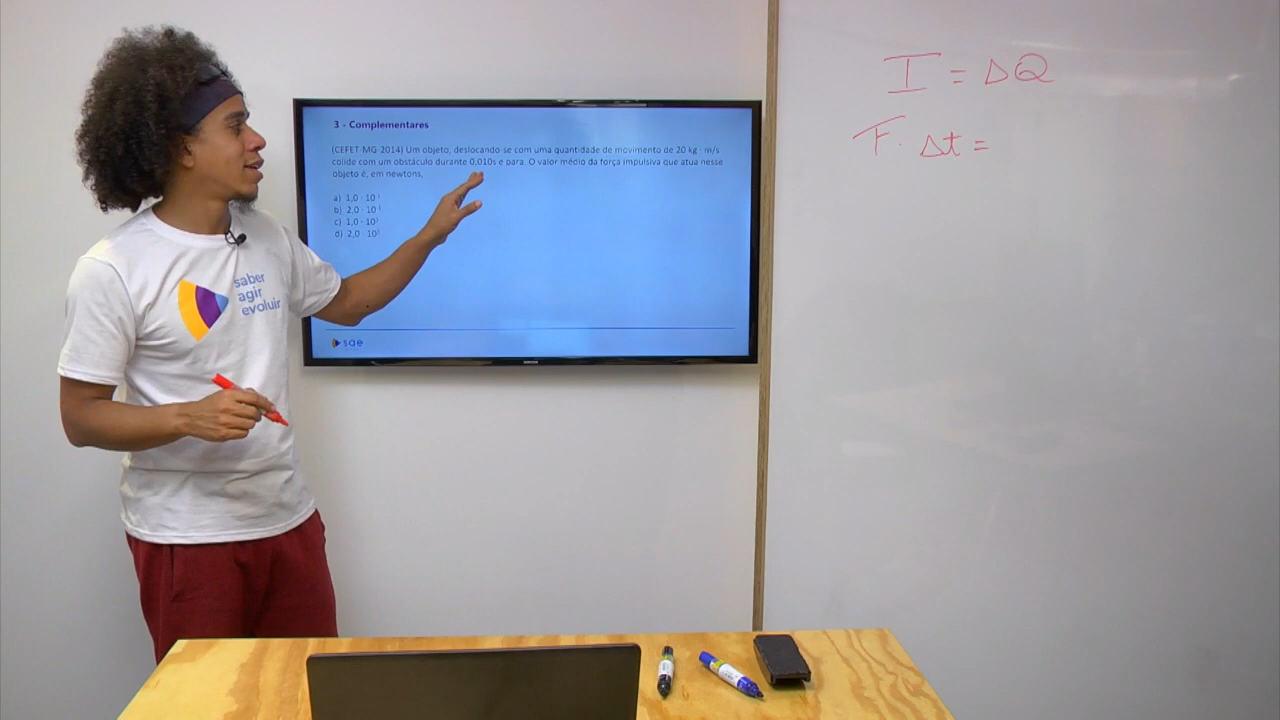 3 - Complementares
(CEFET-MG-2014) Um objeto, deslocando-se com uma quantidade de movimento de 20 kg · m/s
colide com um obstáculo durante 0,010s e para. O valor médio da força impulsiva que atua nesse
objeto é, em newtons,
a) 1,0 · 10
b) 2,0 · 10
c) 1,0 · 10
d) 2,0 · 10
sae
saber
agir
evoluir
I = ΔQ
F · Δt =